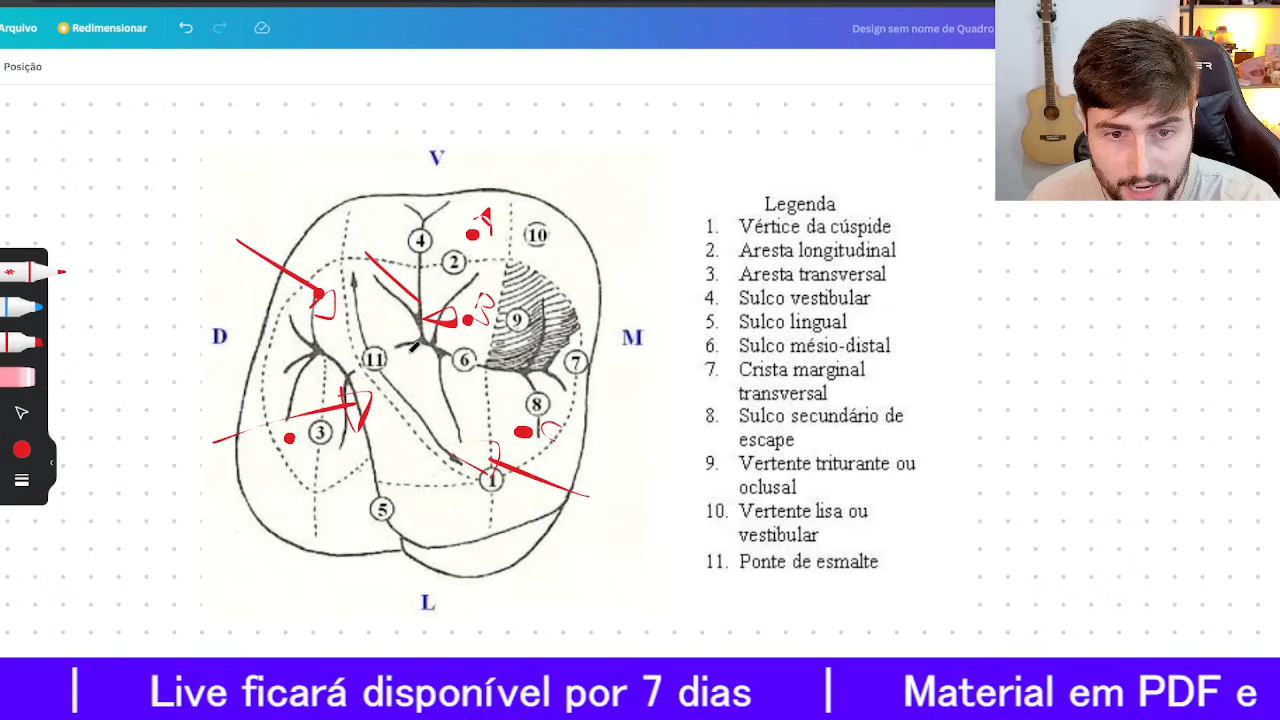 Arquivo
Redimensionar
Design sem nome de Quadro
Posição
V
D
M
L
4
2
10
9
11
6
7
8
3
1
5
Legenda
1. Vértice da cúspide
2. Aresta longitudinal
3. Aresta transversal
4. Sulco vestibular
5. Sulco lingual
6. Sulco mésio-distal
7. Crista marginal
transversal
8. Sulco secundário de
escape
9. Vertente triturante ou
oclusal
10. Vertente lisa ou
vestibular
11. Ponte de esmalte
| Live ficará disponível por 7 dias | Material em PDF e